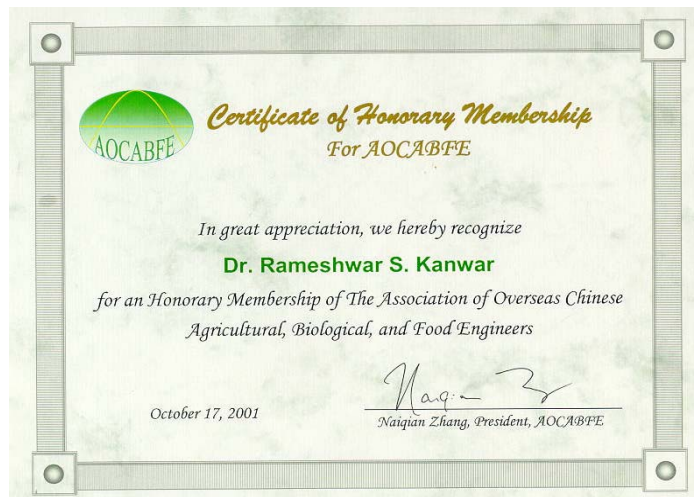 Certificate of Honorary Membership
For AOCABFE
AOCABFE
In great appreciation, we hereby recognize
Dr. Rameshwar S. Kanwar
for an Honorary Membership of The Association of Overseas Chinese
Agricultural, Biological, and Food Engineers
October 17, 2001
Naiqian Zhang, President, AOCABFE